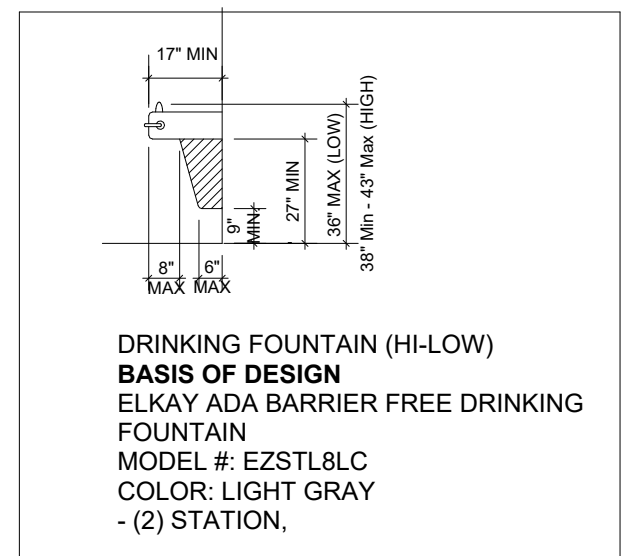 17" MIN
36" MAX (LOW)
38" Min - 43" Max (HIGH)
27" MIN
9"
MIN
8"
MAX
6"
MAX
DRINKING FOUNTAIN (HI-LOW)
BASIS OF DESIGN
ELKAY ADA BARRIER FREE DRINKING
FOUNTAIN
MODEL #: EZSTL8LC
COLOR: LIGHT GRAY
- (2) STATION,